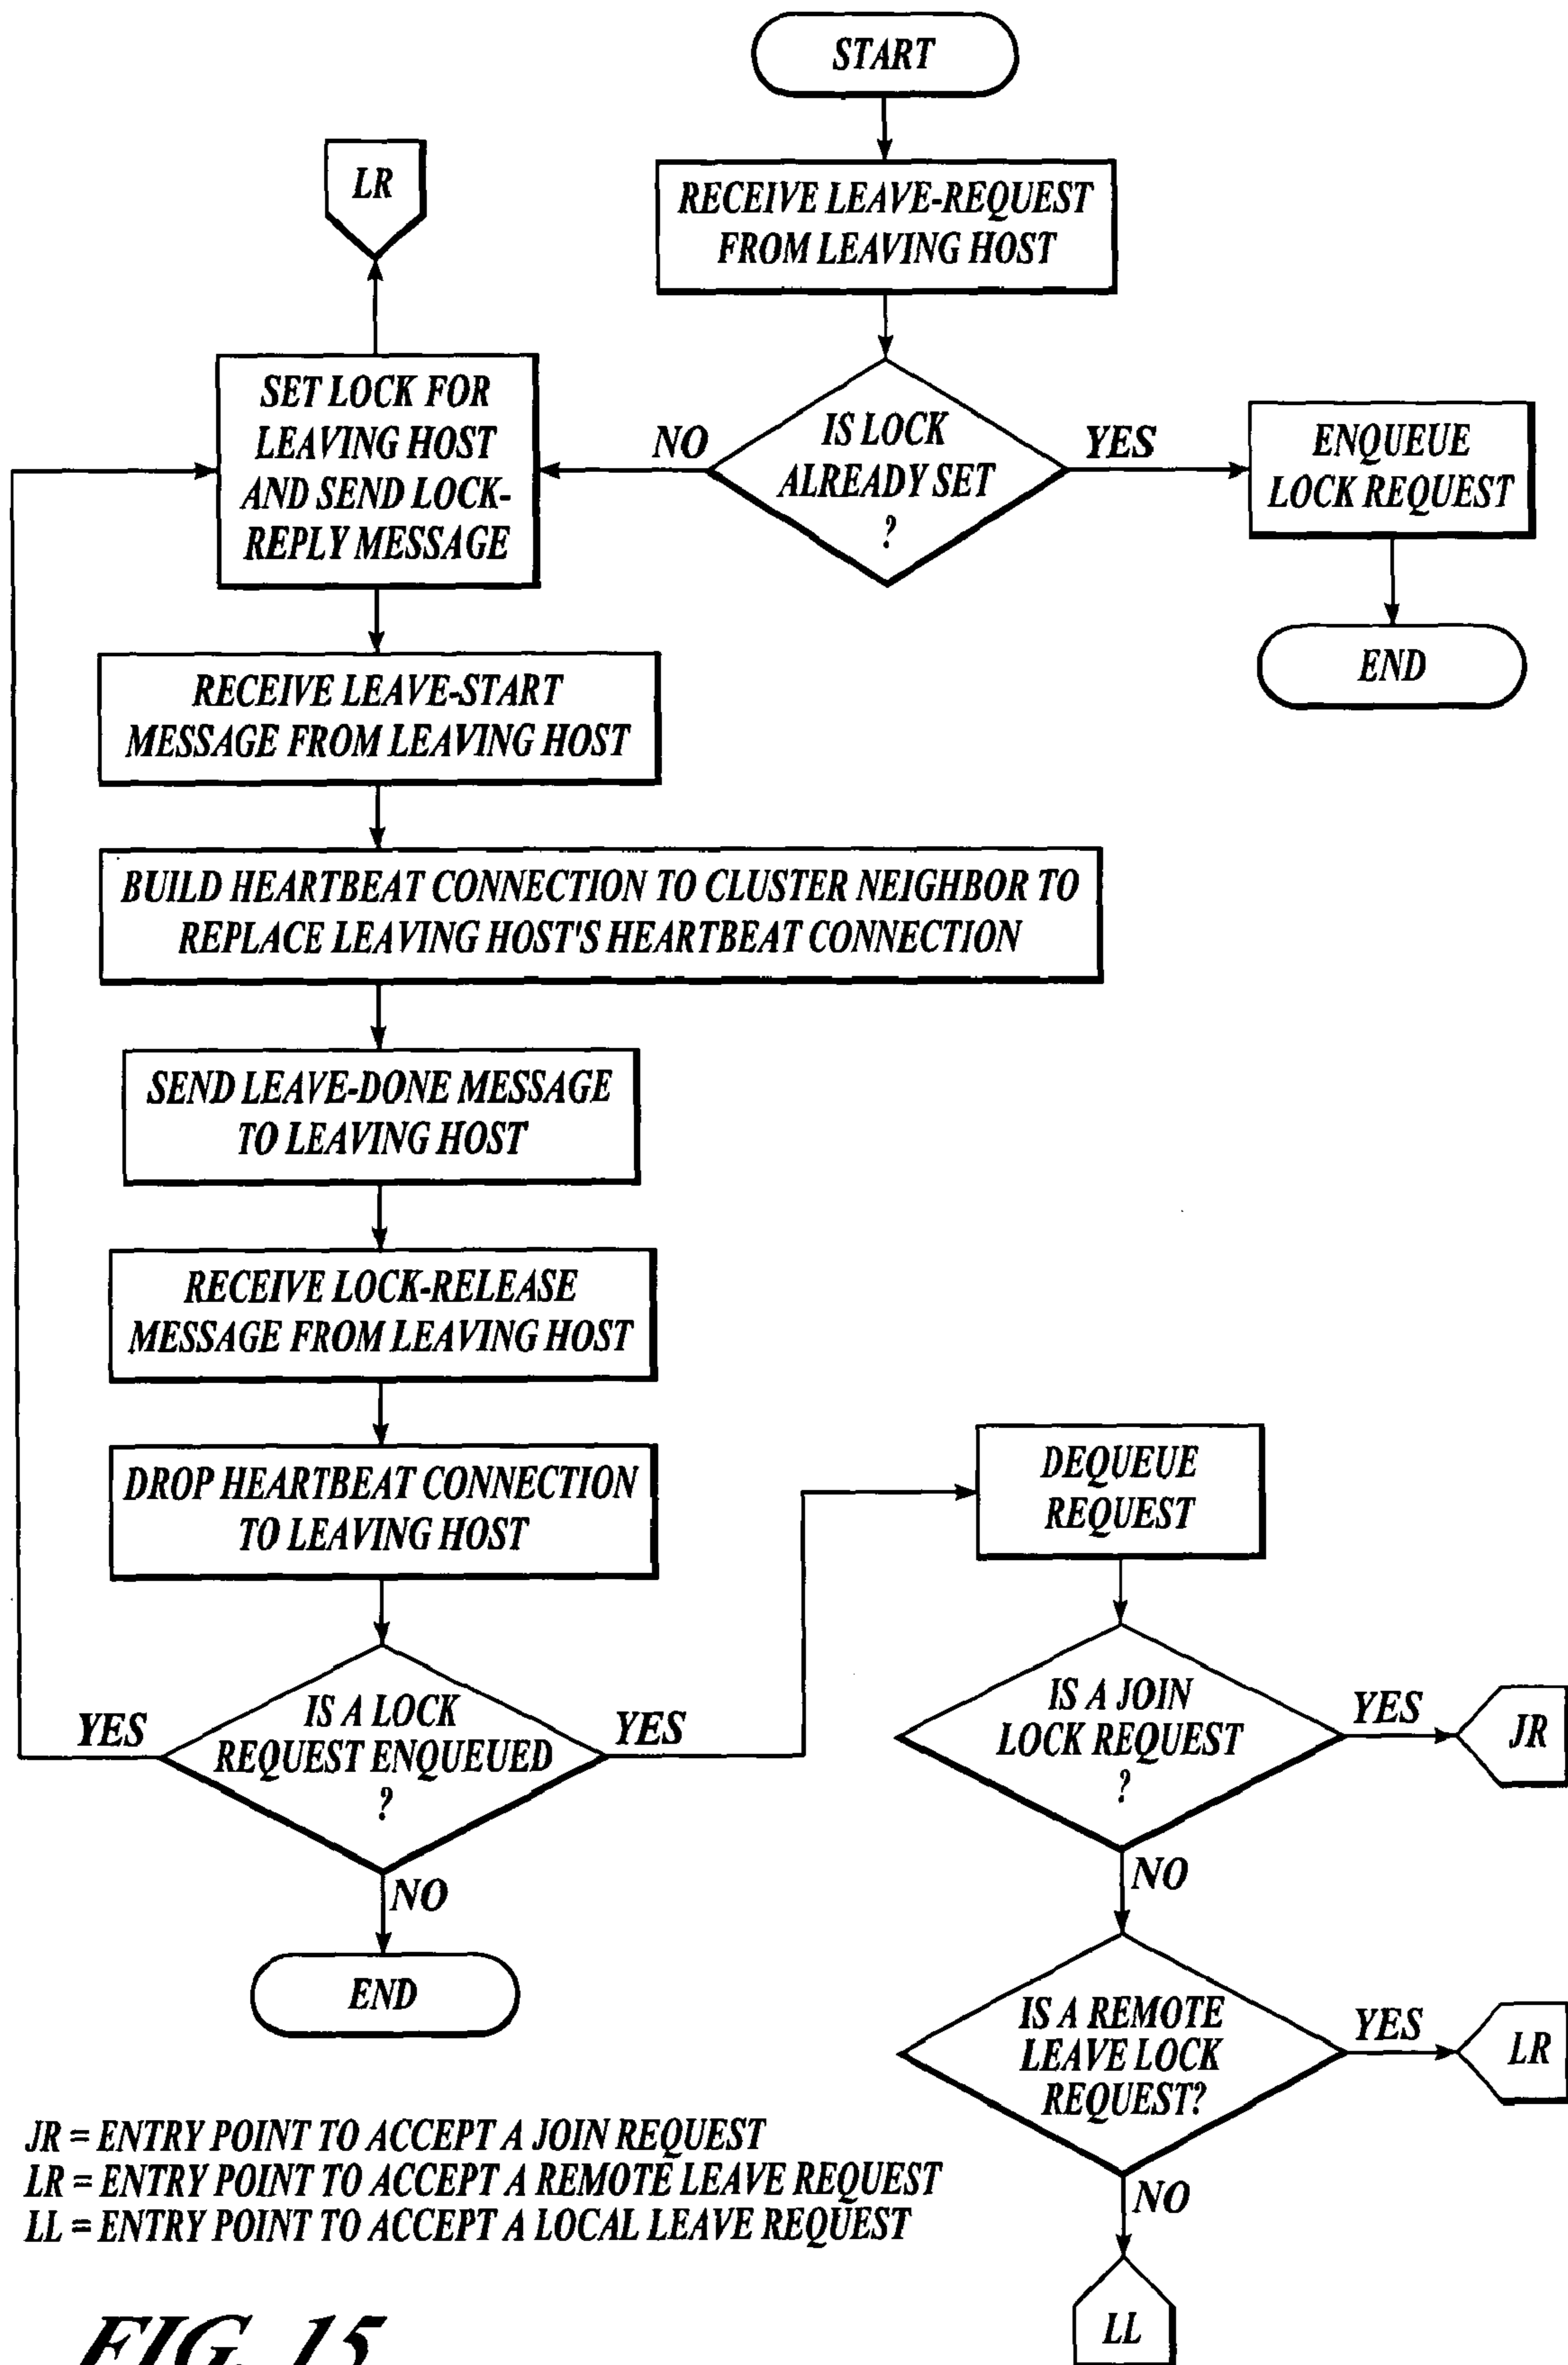 START
LR
RECEIVE LEAVE-REQUEST
FROM LEAVING HOST
SET LOCK FOR
LEAVING HOST
AND SEND LOCK-
REPLY MESSAGE
NO
IS LOCK
ALREADY SET
?
YES
ENQUEUE
LOCK REQUEST
END
RECEIVE LEAVE-START
MESSAGE FROM LEAVING HOST
BUILD HEARTBEAT CONNECTION TO CLUSTER NEIGHBOR TO
REPLACE LEAVING HOST'S HEARTBEAT CONNECTION
SEND LEAVE-DONE MESSAGE
TO LEAVING HOST
RECEIVE LOCK-RELEASE
MESSAGE FROM LEAVING HOST
DROP HEARTBEAT CONNECTION
TO LEAVING HOST
DEQUEUE
REQUEST
YES
IS A LOCK
REQUEST ENQUEUED
?
YES
NO
END
IS A JOIN
LOCK REQUEST
?
YES
JR
NO
IS A REMOTE
LEAVE LOCK
REQUEST?
YES
LR
NO
LL
JR = ENTRY POINT TO ACCEPT A JOIN REQUEST
LR = ENTRY POINT TO ACCEPT A REMOTE LEAVE REQUEST
LL = ENTRY POINT TO ACCEPT A LOCAL LEAVE REQUEST
FIG. 15